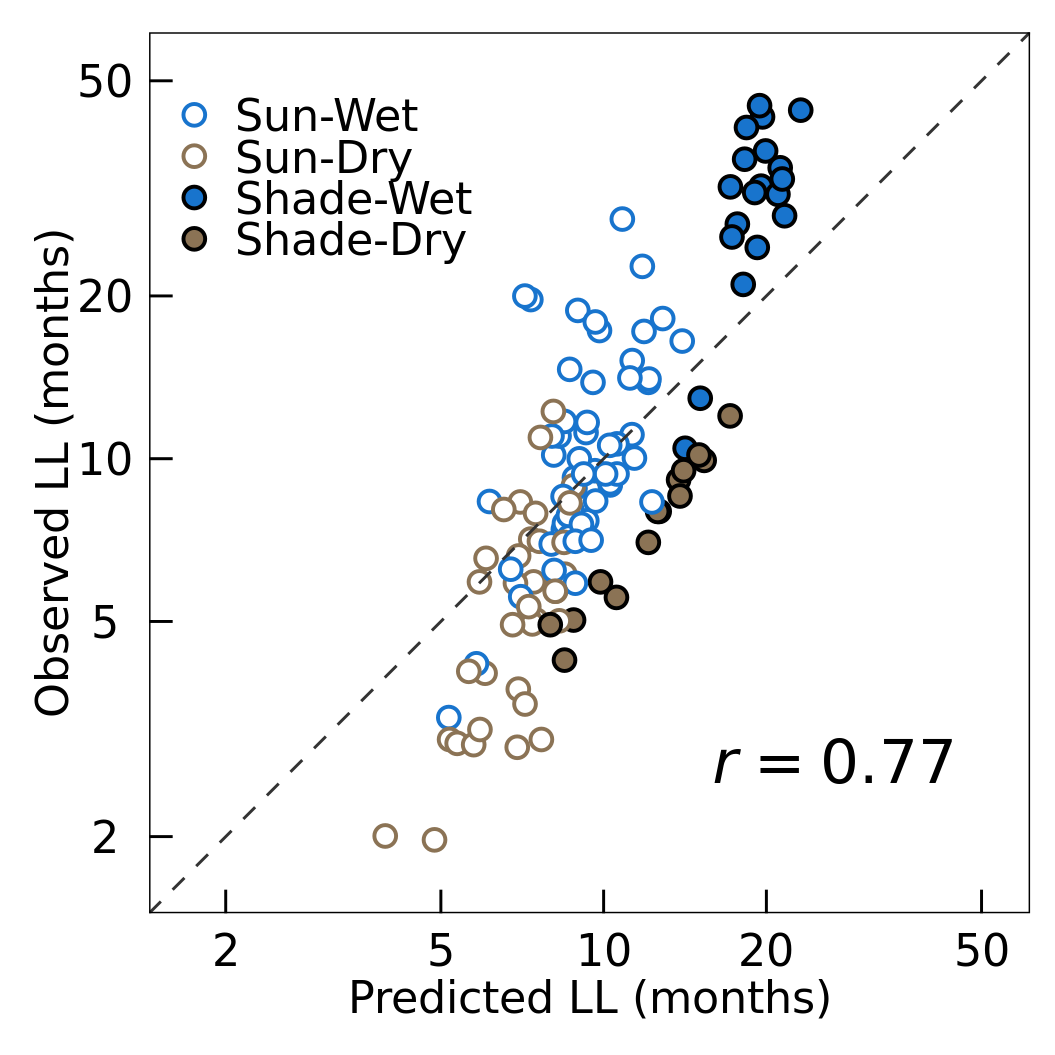 50
20
10
5
2
Observed LL (months)
Sun-Wet
Sun-Dry
Shade-Wet
Shade-Dry
r = 0.77
2 5 10 20 50
Predicted LL (months)